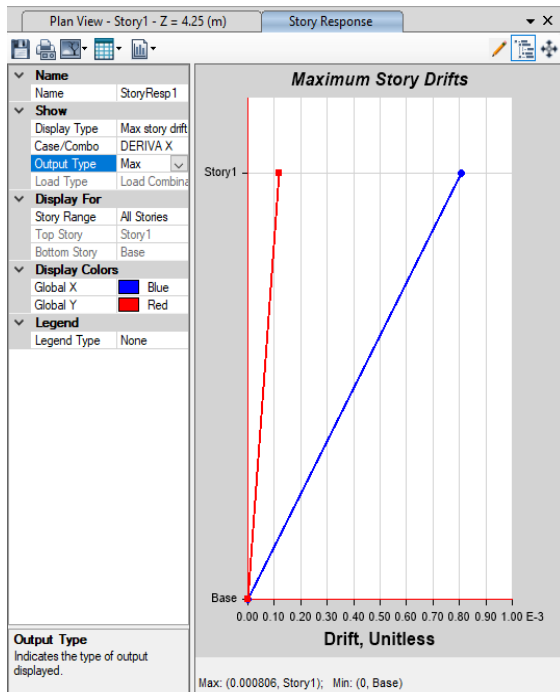 Plan View - Story1 - Z = 4.25 (m)
Story Response
Name
Name StoryResp1
Show
Display Type Max story drift
Case/Combo DERIVA X
Output Type Max
Load Type Load Combina
Display For
Story Range All Stories
Top Story Story1
Bottom Story Base
Display Colors
Global X Blue
Global Y Red
Legend
Legend Type None
Output Type
Indicates the type of output
displayed.
Maximum Story Drifts
Story1
Base
0.00 0.10 0.20 0.30 0.40 0.50 0.60 0.70 0.80 0.90 1.00 E-3
Drift, Unitless
Max: (0.000806, Story1); Min: (0, Base)